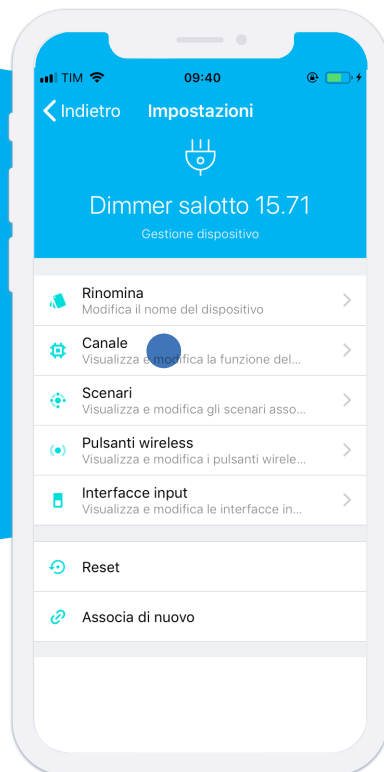 TIM 09:40
Indietro Impostazioni
Dimmer salotto 15.71
Gestione dispositivo
Rinomina
Modifica il nome del dispositivo
Canale
Visualizza e modifica la funzione del...
Scenari
Visualizza e modifica gli scenari asso...
Pulsanti wireless
Visualizza e modifica i pulsanti wirele...
Interfacce input
Visualizza e modifica le interfacce in...
Reset
Associa di nuovo